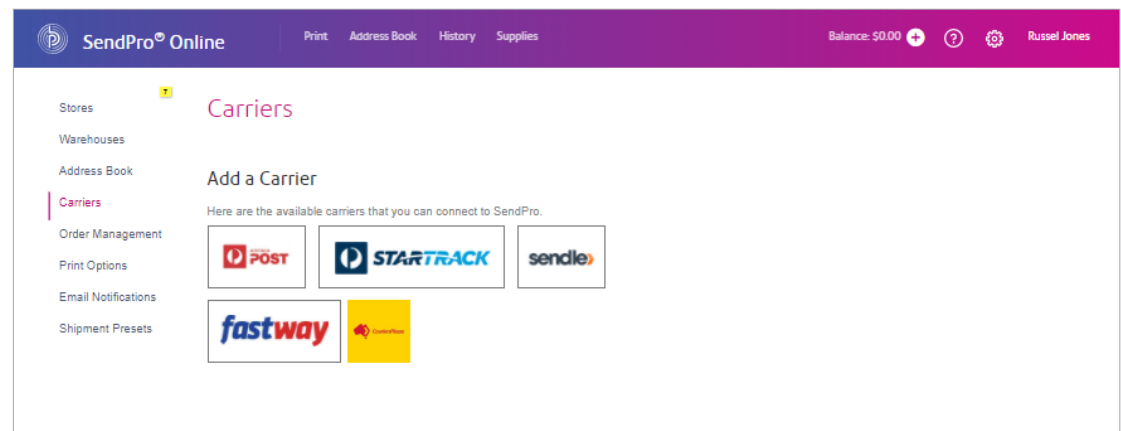 SendPro® Online
Print Address Book History Supplies
Balance: $0.00
Russel Jones
T
Stores
Warehouses
Address Book
Carriers
Order Management
Print Options
Email Notifications
Shipment Presets
Carriers
Add a Carrier
Here are the available carriers that you can connect to SendPro.
POST
STARTRACK
sendle
fastway